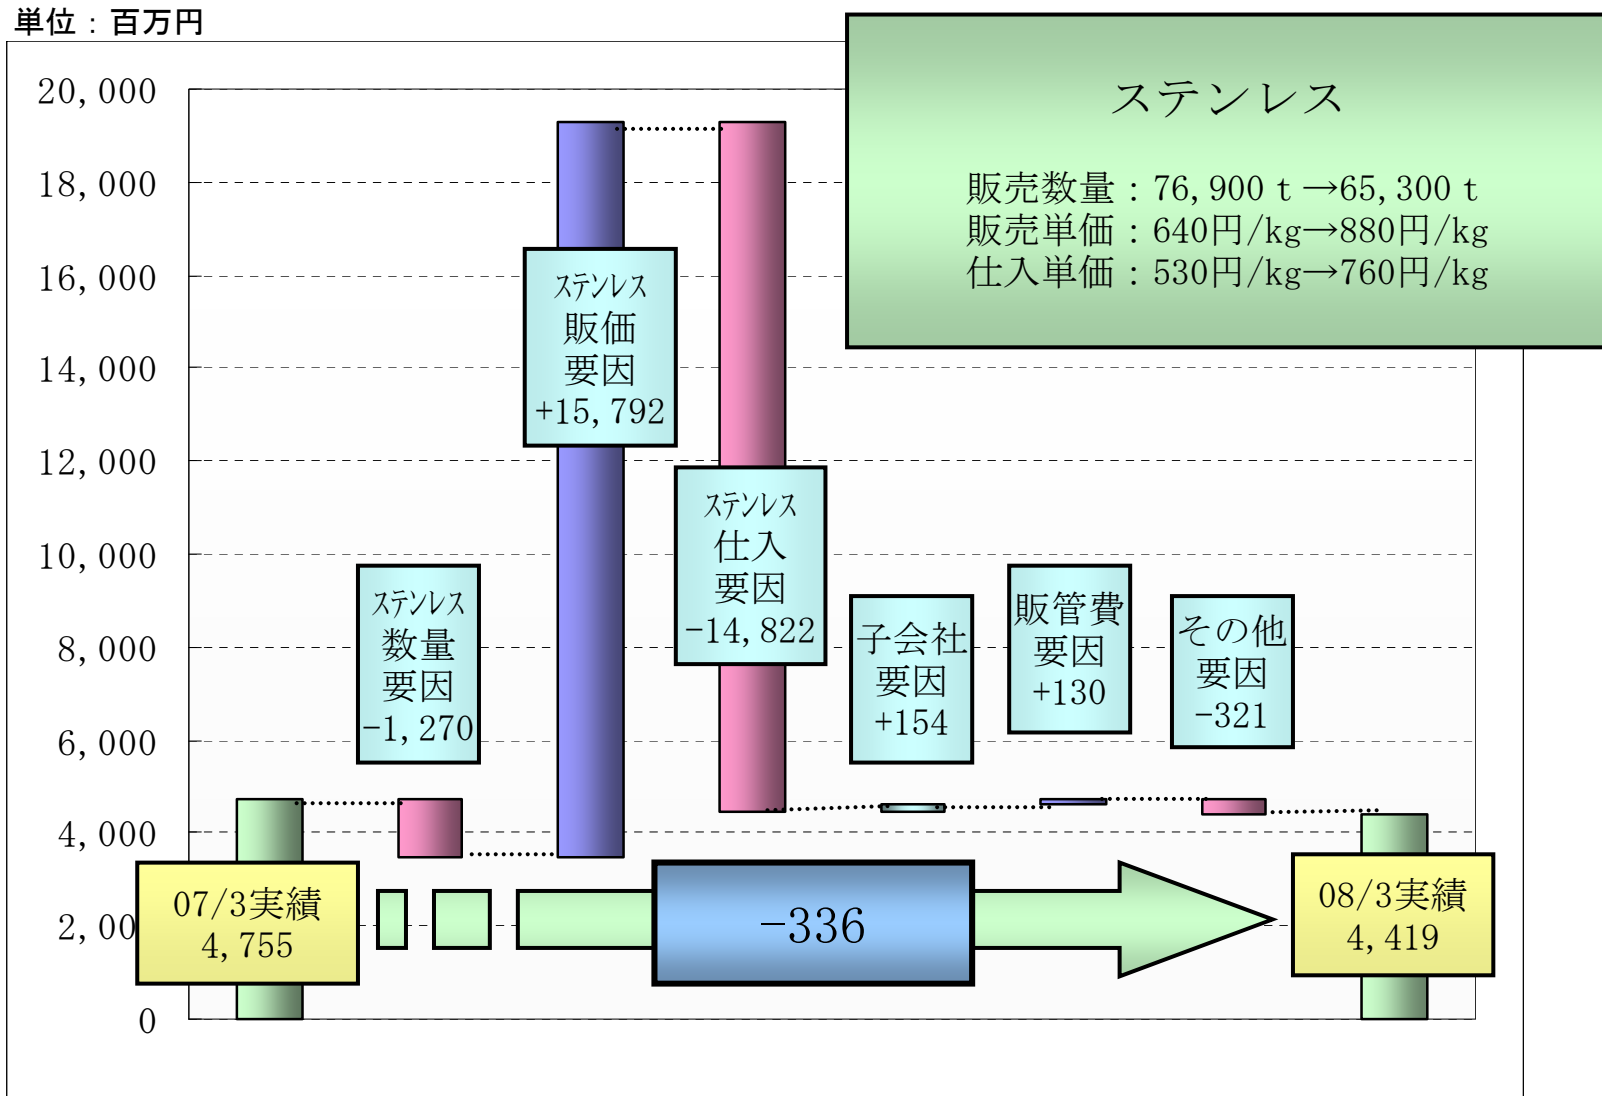 単位：百万円
ステンレス
販売数量：76,900ｔ→65,300ｔ
販売単価：640円/kg→880円/kg
仕入単価：530円/kg→760円/kg
20,000
18,000
16,000
14,000
12,000
10,000
8,000
6,000
4,000
2,00
0
ｽﾃﾝﾚｽ
数量
要因
-1,270
ｽﾃﾝﾚｽ
販価
要因
+15,792
ｽﾃﾝﾚｽ
仕入
要因
-14,822
子会社
要因
+154
販管費
要因
+130
その他
要因
-321
07/3実績
4,755
-336
08/3実績
4,419